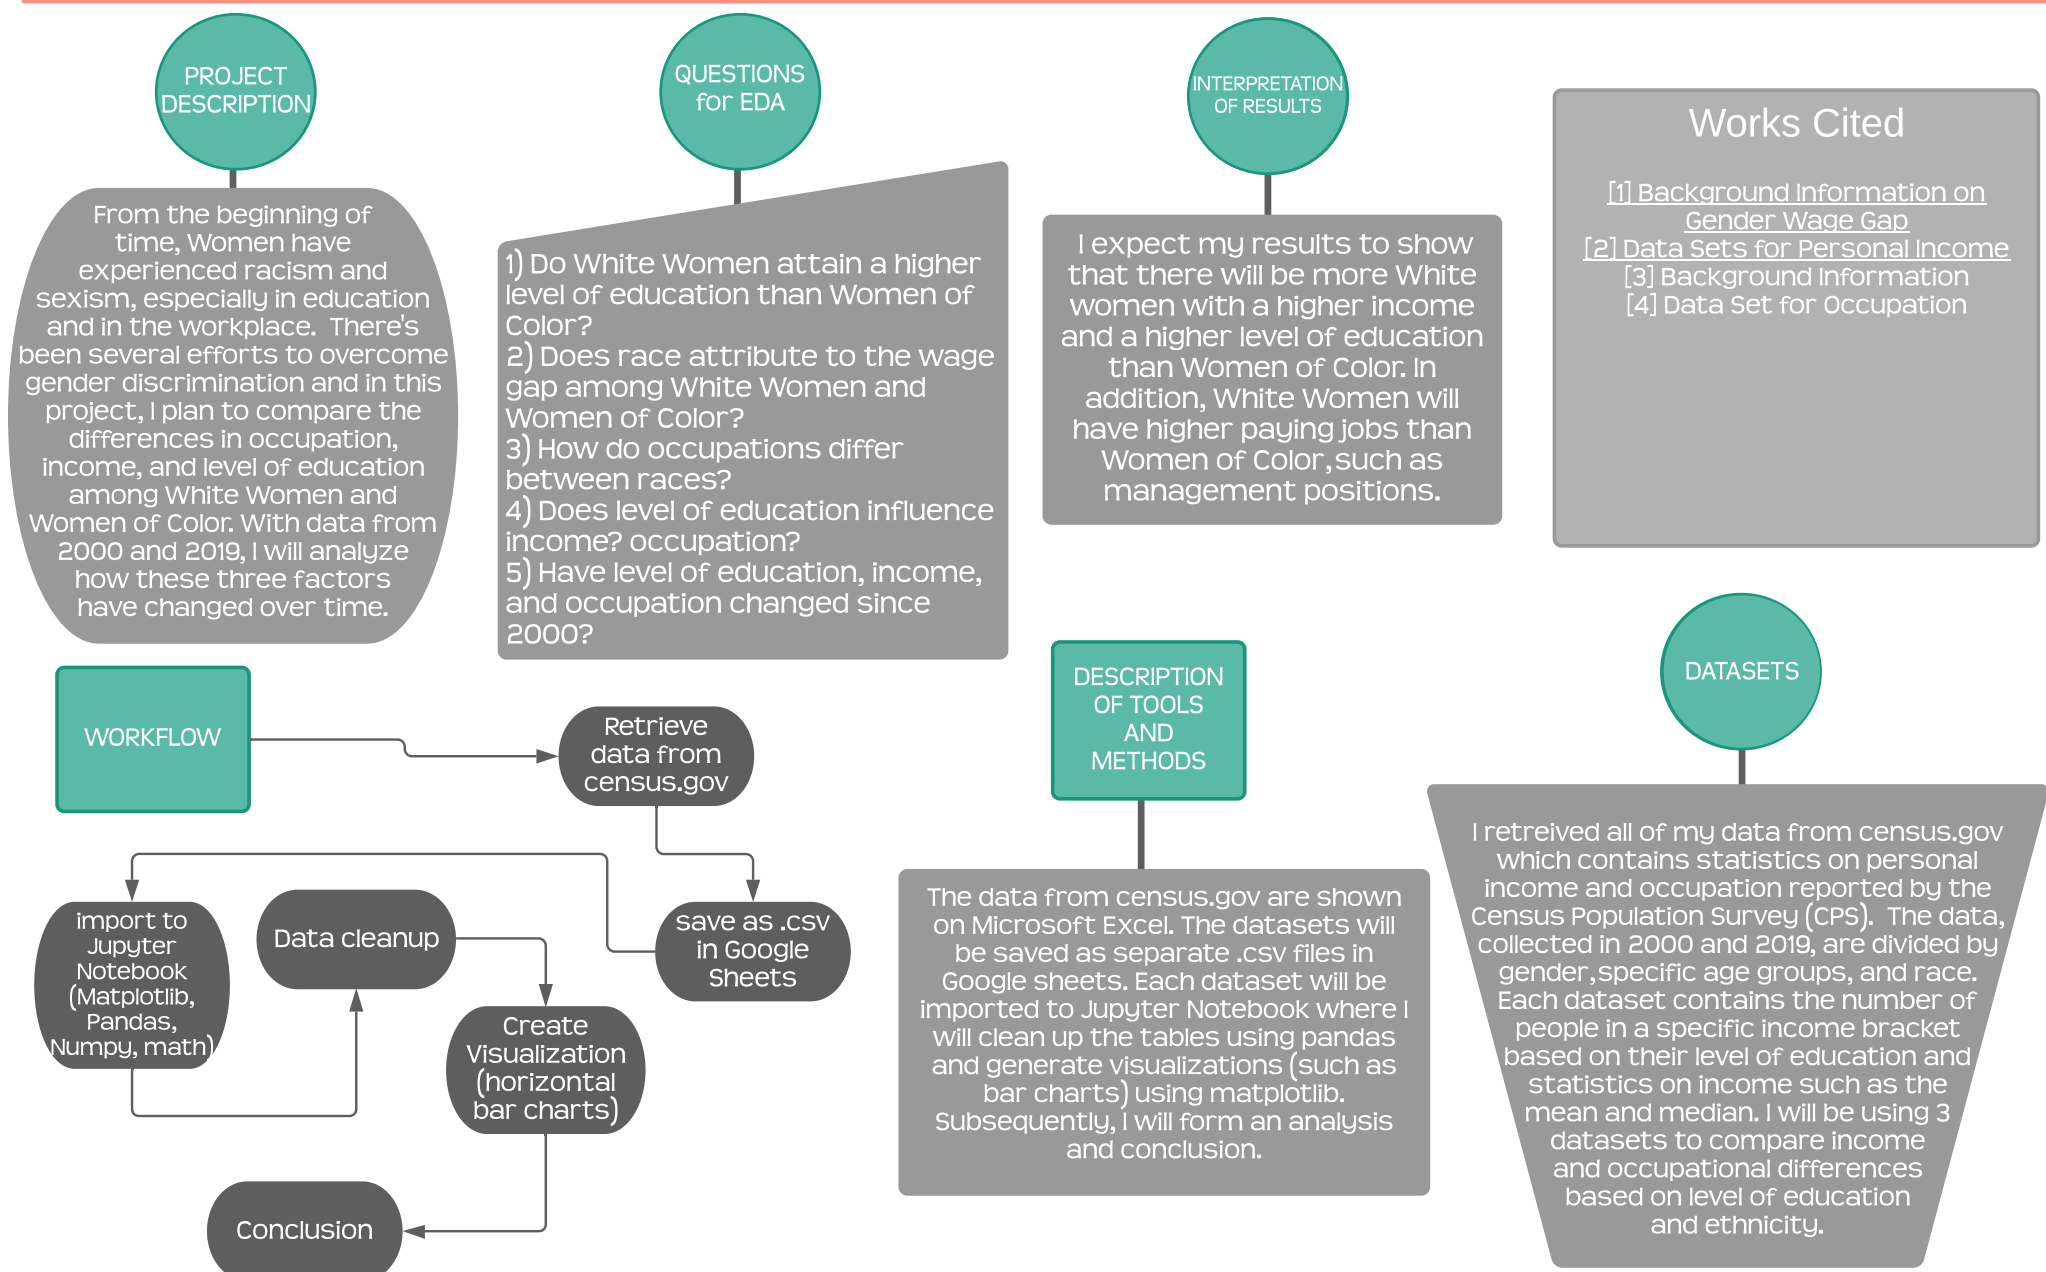 PROJECT
DESCRIPTION
From the beginning of
time, Women have
experienced racism and
sexism, especially in education
and in the workplace.  There's
been several efforts to overcome
gender discrimination and in this
project, I plan to compare the
differences in occupation,
income, and level of education
among White Women and
Women of Color. With data from
2000 and 2019, I will analyze
how these three factors
have changed over time.
QUESTIONS
for EDA
1) Do White Women attain a higher
level of education than Women of
Color?
2) Does race attribute to the wage
gap among White Women and
Women of Color?
3) How do occupations differ
between races?
4) Does level of education influence
income? occupation?
5) Have level of education, income,
and occupation changed since
2000?
INTERPRETATION
OF RESULTS
I expect my results to show
that there will be more White
women with a higher income
and a higher level of education
than Women of Color. In
addition, White Women will
have higher paying jobs than
Women of Color, such as
management positions.
Works Cited
[1] Background Information on
Gender Wage Gap
[2] Data Sets for Personal Income
[3] Background Information
[4] Data Set for Occupation
WORKFLOW
Retrieve
data from
census.gov
save as .csv
in Google
Sheets
import to
Jupyter
Notebook
(Matplotlib,
Pandas,
Numpy, math)
Data cleanup
Create
Visualization
(horizontal
bar charts)
Conclusion
DESCRIPTION
OF TOOLS
AND
METHODS
The data from census.gov are shown
on Microsoft Excel. The datasets will
be saved as separate .csv files in
Google sheets. Each dataset will be
imported to Jupyter Notebook where I
will clean up the tables using pandas
and generate visualizations (such as
bar charts) using matplotlib.
Subsequently, I will form an analysis
and conclusion.
DATASETS
I retreived all of my data from census.gov
which contains statistics on personal
income and occupation reported by the
Census Population Survey (CPS).  The data,
collected in 2000 and 2019, are divided by
gender, specific age groups, and race.
Each dataset contains the number of
people in a specific income bracket
based on their level of education and
statistics on income such as the
mean and median. I will be using 3
datasets to compare income
and occupational differences
based on level of education
and ethnicity.